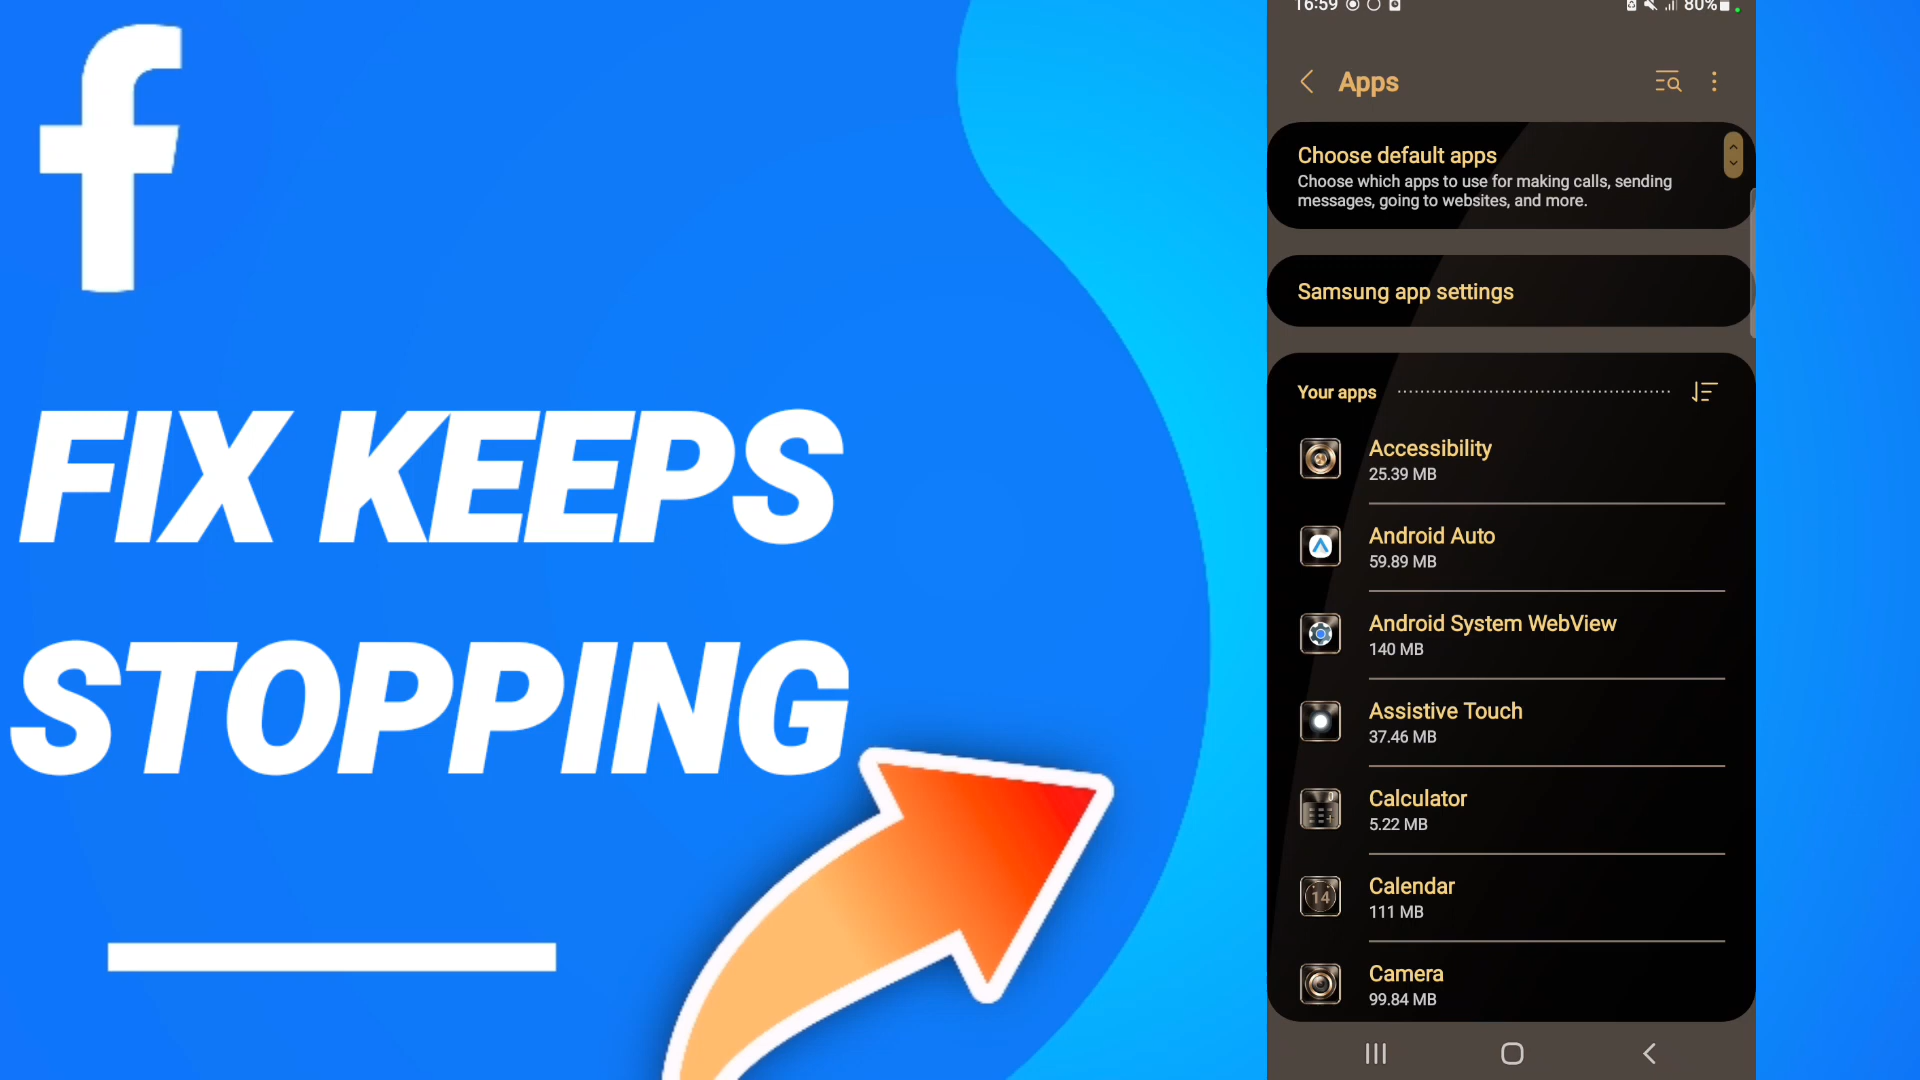 f
FIX KEEPS
STOPPING
16:59
80%
Apps
Choose default apps
Choose which apps to use for making calls, sending
messages, going to websites, and more.
Samsung app settings
Your apps
Accessibility
25.39 MB
Android Auto
59.89 MB
Android System WebView
140 MB
Assistive Touch
37.46 MB
Calculator
5.22 MB
Calendar
14
111 MB
Camera
99.84 MB